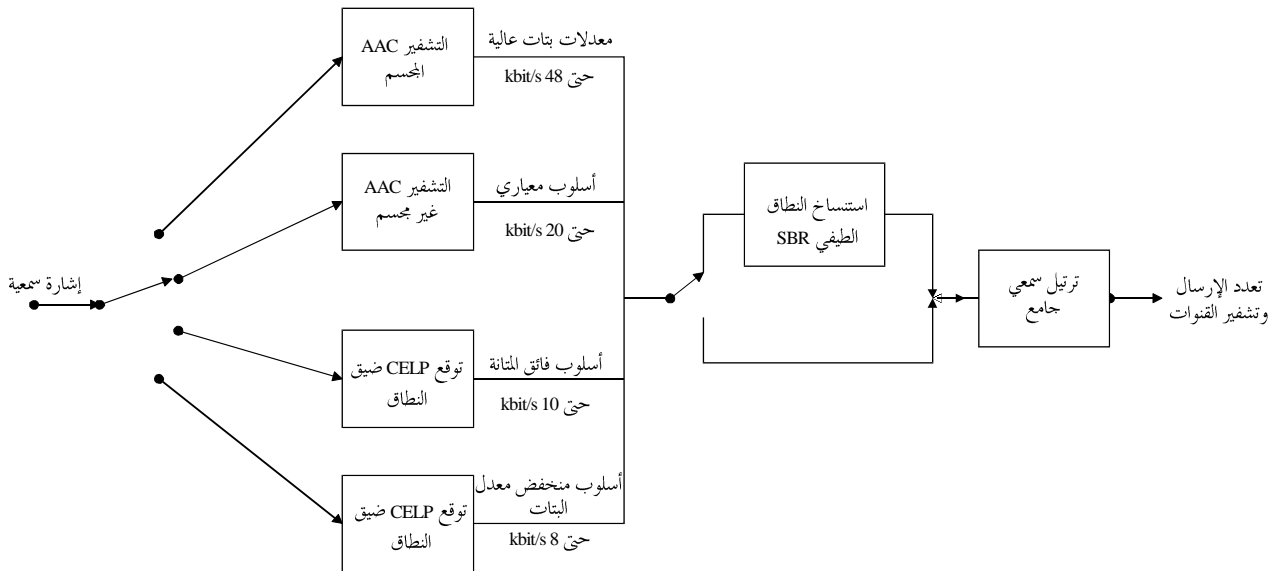 إشارة سمعية
التشفير AAC
المجسم
معدلات بتات عالية
حتى 48 kbit/s
التشفير AAC
غير مجسم
أسلوب معياري
حتى 20 kbit/s
توقع CELP ضيق
النطاق
أسلوب فائق المتانة
حتى 10 kbit/s
توقع CELP ضيق
النطاق
أسلوب منخفض معدل
البتات
حتى 8 kbit/s
استنساخ النطاق
الطيفي SBR
ترتيل سمعي
جامع
تعدد الإرسال
وتشفير القنوات